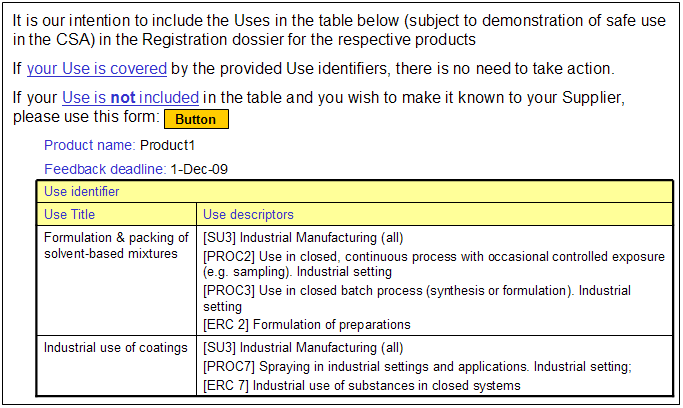 It is our intention to include the Uses in the table below (subject to demonstration of safe use
in the CSA) in the Registration dossier for the respective products
If your Use is covered by the provided Use identifiers, there is no need to take action.
If your Use is not included in the table and you wish to make it known to your Supplier,
please use this form: Button
Product name: Product1
Feedback deadline: 1-Dec-09
Use identifier
Use Title Use descriptors
Formulation & packing of
solvent-based mixtures
[SU3] Industrial Manufacturing (all)
[PROC2] Use in closed, continuous process with occasional controlled exposure
(e.g. sampling). Industrial setting
[PROC3] Use in closed batch process (synthesis or formulation). Industrial
setting
[ERC 2] Formulation of preparations
Industrial use of coatings
[SU3] Industrial Manufacturing (all)
[PROC7] Spraying in industrial settings and applications. Industrial setting;
[ERC 7] Industrial use of substances in closed systems